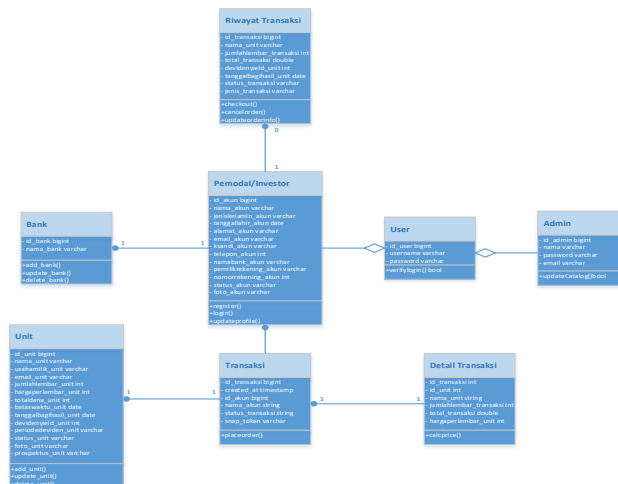 Riwayat Transaksi
- id_transaksi bigint
- nama_unit varchar
- jumlahlembar_transaksi int
- total_transaksi double
- devidenyield_unit int
- tanggalbagihasil_unit date
- status_transaksi varchar
- jenis_transaksi varchar
+checkout()
+cancelorder()
+updateorderinfo()
0
1
Pemodal/Investor
- id_akun bigint
- nama_akun varchar
- jeniskelamin_akun varchar
- tanggallahir_akun date
- alamat_akun varchar
- email_akun varchar
- ksandi_akun varchar
- telepon_akun int
- namabank_akun varchar
- pemilikrekening_akun varchar
- nomorrekening_akun int
- status_akun varchar
- foto_akun varchar
+register()
+login()
+updateprofile()
Bank
- id_bank bigint
- nama_bank varchar
+add_bank()
+update_bank()
+delete_bank()
1
1
User
- id_user bigint
- username varchar
- password varchar
+verifylogin() bool
Admin
- id_admin bigint
- nama varchar
- password varchar
- email varchar
+updateCatalog()bool
Unit
- id_unit bigint
- nama_unit varchar
- usahamilik_unit varchar
- email_unit varchar
- jumlahlembar_unit int
- hargaperlembar_unit int
- totaldana_unit int
- bataswaktu_unit date
- tanggalbagihasil_unit date
- devidenyield_unit int
- periodedeviden_unit varchar
- status_unit varchar
- foto_unit varchar
- prospektus_unit varchar
+add_unit()
+update_unit()
+delete_unit()
1
1
Transaksi
- id_transaksi bigint
- created_at timestamp
- id_akun bigint
- nama_akun string
- status_transaksi string
- snap_token varchar
+placeorder()
1
1
Detail Transaksi
- id_transaksi int
- id_unit int
- nama_unit string
- jumlahlembar_transaksi int
- total_transaksi double
- hargaperlembar_unit int
+calcprice()